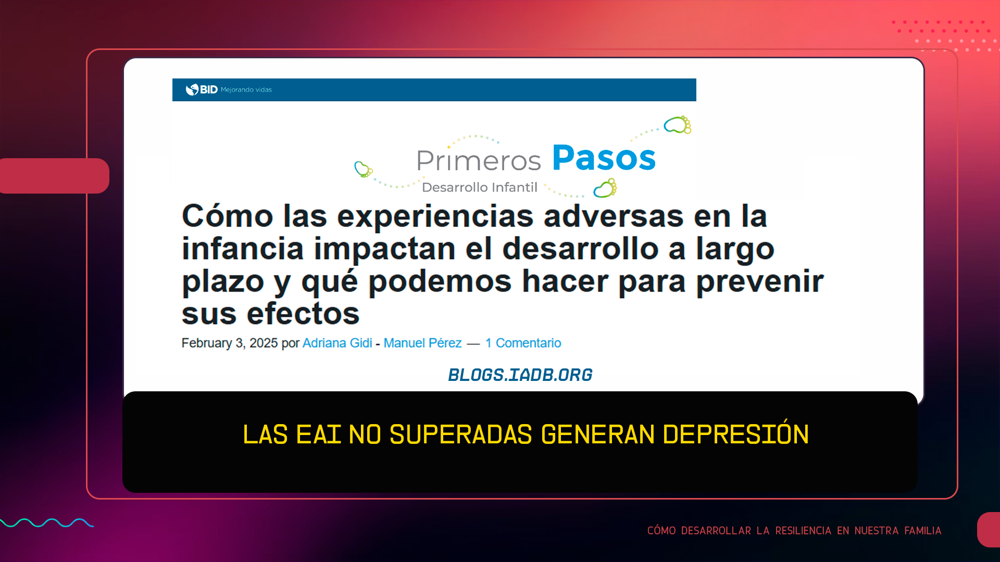 BID Mejorando vidas
Primeros Pasos
Desarrollo Infantil
Cómo las experiencias adversas en la
infancia impactan el desarrollo a largo
plazo y qué podemos hacer para prevenir
sus efectos
February 3, 2025 por Adriana Gidi - Manuel Pérez — 1 Comentario
BLOGS.IADB.ORG
LAS EAI NO SUPERADAS GENERAN DEPRESIÓN
CÓMO DESARROLLAR LA RESILIENCIA EN NUESTRA FAMILIA